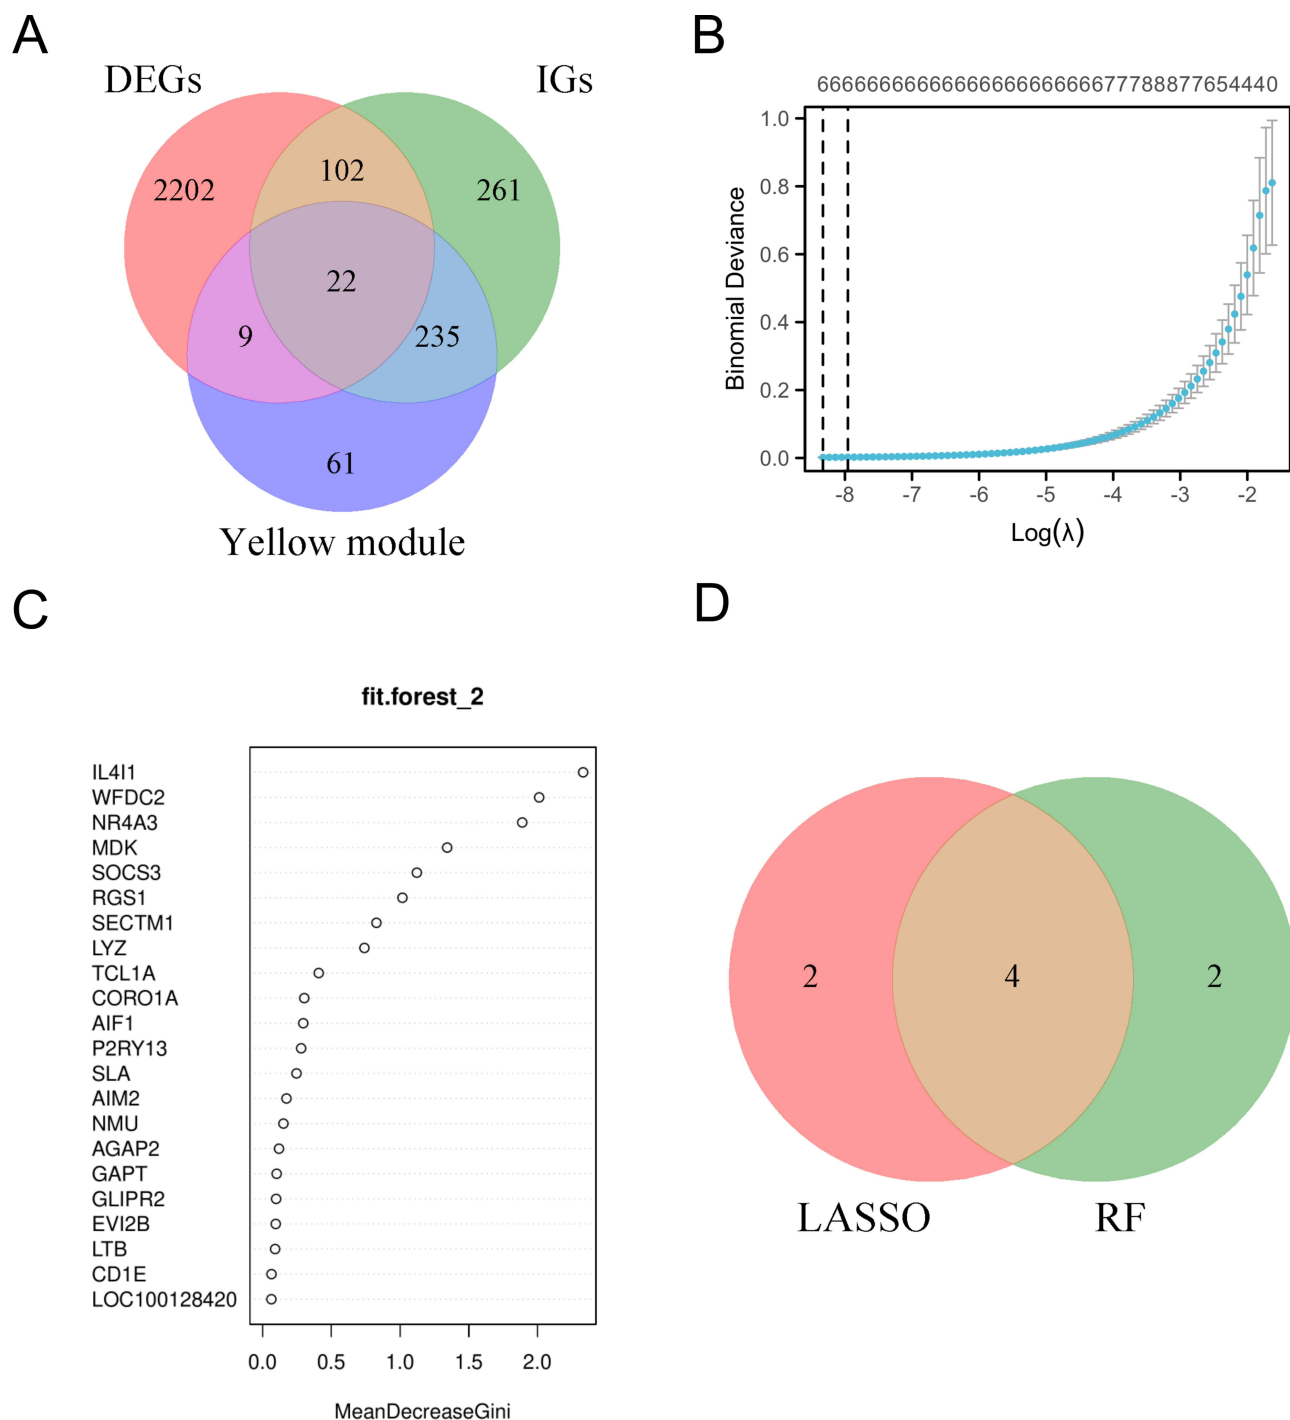 A
DEGs
IGs
2202
102
261
22
9
235
61
Yellow module
B
6666666666666666666666677788877654440
Binomial Deviance
1.0
0.8
0.6
0.4
0.2
0.0
-8 -7 -6 -5 -4 -3 -2
Log(λ)
C
fit.forest_2
IL4I1
WFDC2
NR4A3
MDK
SOCS3
RGS1
SECTM1
LYZ
TCL1A
CORO1A
AIF1
P2RY13
SLA
AIM2
NMU
AGAP2
GAPT
GLIPR2
EVI2B
LTB
CD1E
LOC100128420
0.0 0.5 1.0 1.5 2.0
MeanDecreaseGini
D
2 4 2
LASSO RF